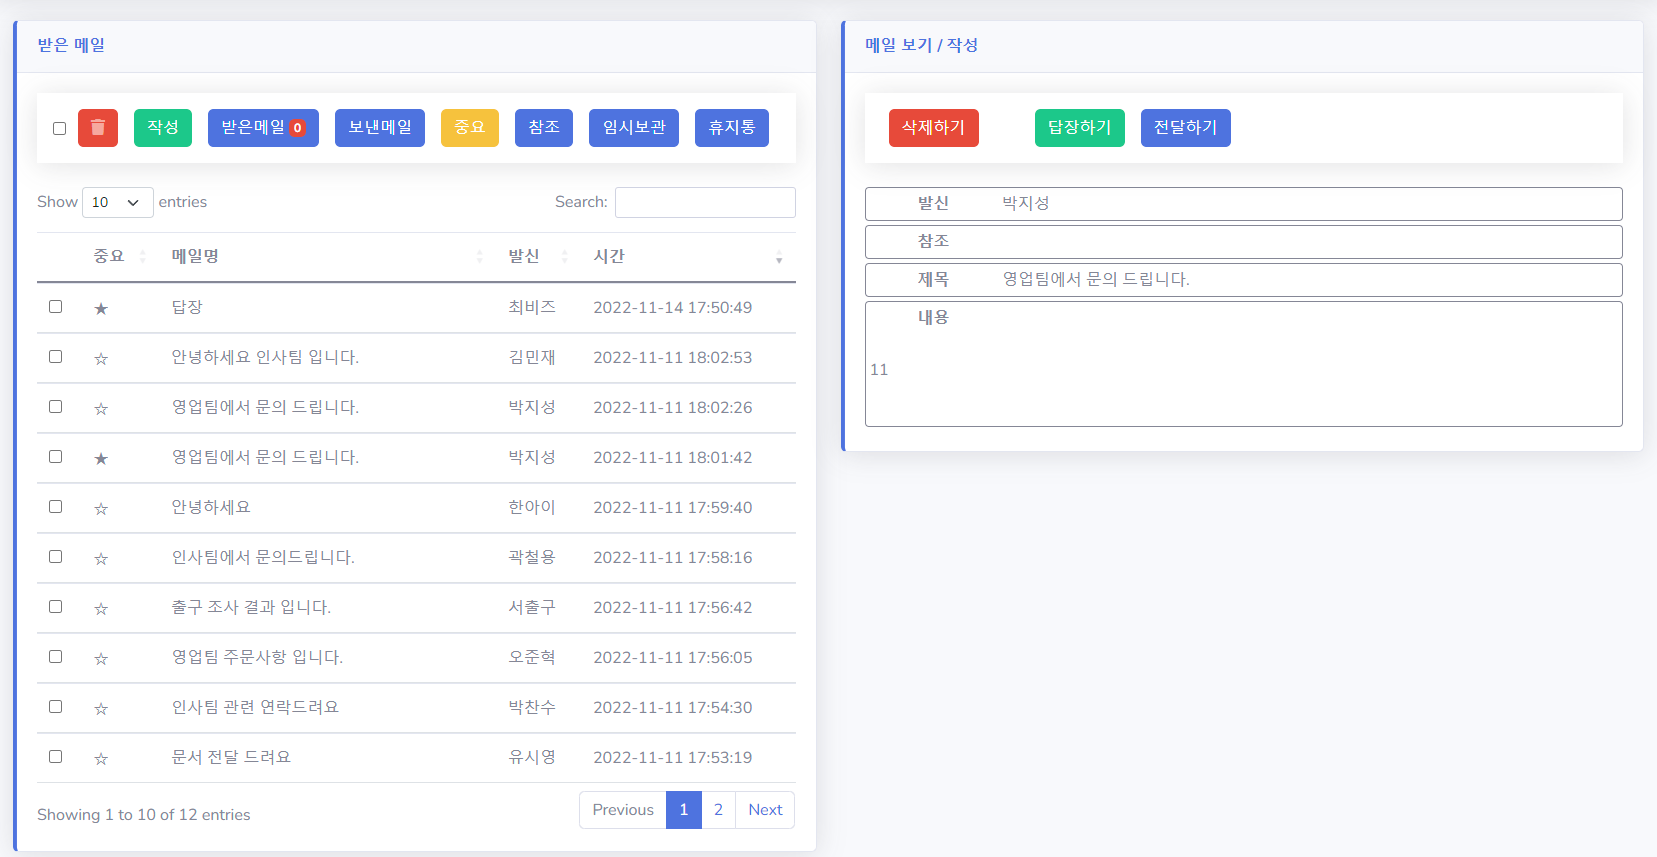 받은 메일
작성 받은메일 0 보낸메일 중요 참조 임시보관 휴지통
Show 10 entries Search:
중요 메일명 발신 시간
★ 답장 최비즈 2022-11-14 17:50:49
☆ 안녕하세요 인사팀 입니다. 김민재 2022-11-11 18:02:53
☆ 영업팀에서 문의 드립니다. 박지성 2022-11-11 18:02:26
★ 영업팀에서 문의 드립니다. 박지성 2022-11-11 18:01:42
☆ 안녕하세요 한아이 2022-11-11 17:59:40
☆ 인사팀에서 문의드립니다. 곽철용 2022-11-11 17:58:16
☆ 출구 조사 결과 입니다. 서출구 2022-11-11 17:56:42
☆ 영업팀 주문사항 입니다. 오준혁 2022-11-11 17:56:05
☆ 인사팀 관련 연락드려요 박찬수 2022-11-11 17:54:30
☆ 문서 전달 드려요 유시영 2022-11-11 17:53:19
Showing 1 to 10 of 12 entries Previous 1 2 Next
메일 보기 / 작성
삭제하기 답장하기 전달하기
발신 박지성
참조
제목 영업팀에서 문의 드립니다.
내용
11